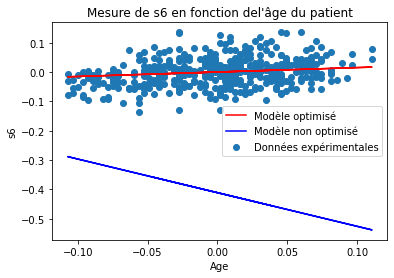 Mesure de s6 en fonction del'âge du patient
0.1
0.0
−0.1
−0.2
−0.3
−0.4
−0.5
s6
Modèle optimisé
Modèle non optimisé
Données expérimentales
−0.10
−0.05
0.00
0.05
0.10
Age